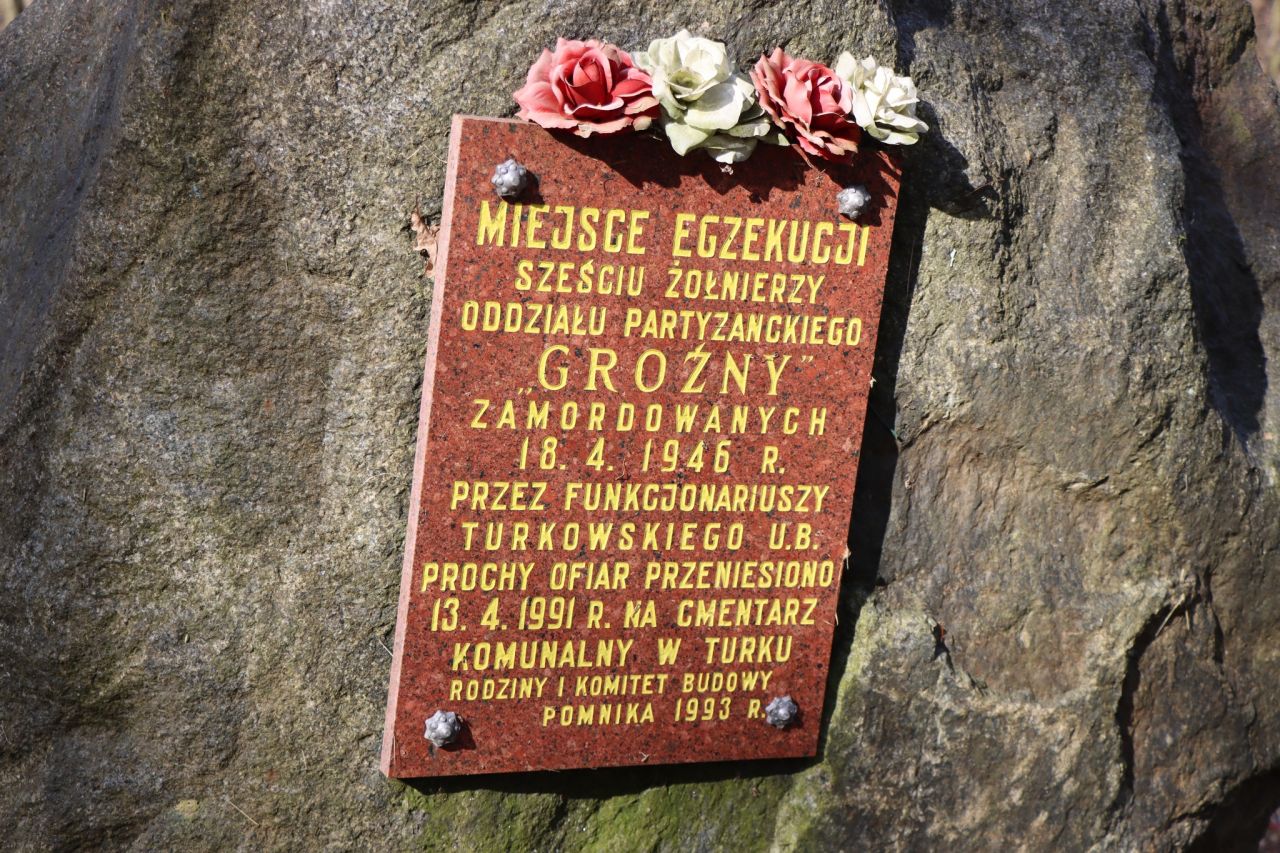 MIEJSCE EGZEKUCJI
SZEŚCIU ŻOŁNIERZY
ODDZIAŁU PARTYZANCKIEGO
„GROŹNY”
ZAMORDOWANYCH
18. 4. 1946 R.
PRZEZ FUNKCJONARIUSZY
TURKOWSKIEGO U.B.
PROCHY OFIAR PRZENIESIONO
13. 4. 1991 R. NA CMENTARZ
KOMUNALNY W TURKU
RODZINY I KOMITET BUDOWY
POMNIKA 1993 R.